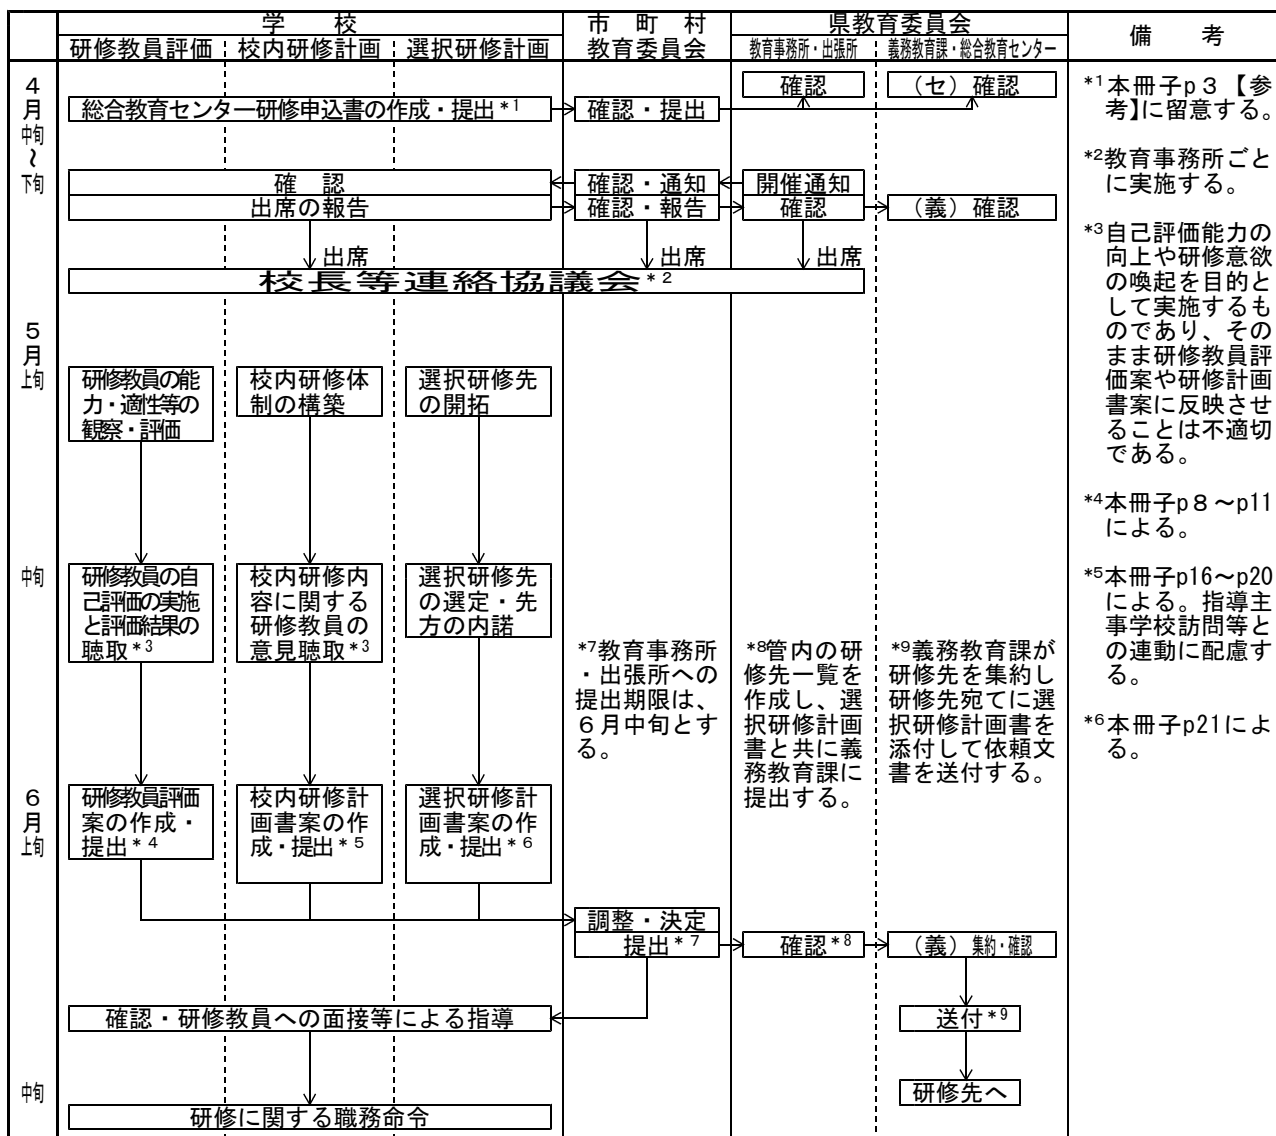 学　　校
市　町　村
教育委員会
県教育委員会
備　　考
研修教員評価
校内研修計画
選択研修計画
教育事務所・出張所
義務教育課・総合教育センター
4
月
中旬
～
下旬
総合教育センター研修申込書の作成・提出*1
確認・提出
確認
（セ）確認
確　認
確認・通知
開催通知
出席の報告
確認・報告
確認
（義）確認
出席
出席
出席
校長等連絡協議会*2
5
月
上旬
研修教員の能
力・適性等の
観察・評価
校内研修体
制の構築
選択研修先
の開拓
中旬
研修教員の自
己評価の実施
と評価結果の
聴取*3
校内研修内
容に関する
研修教員の
意見聴取*3
選択研修先
の選定・先
方の内諾
*7教育事務所
・出張所への
提出期限は、
６月中旬とす
る。
*8管内の研
修先一覧を
作成し、選
択研修計画
書と共に義
務教育課に
提出する。
*9義務教育課が
研修先を集約し
研修先宛てに選
択研修計画書を
添付して依頼文
書を送付する。
6
月
上旬
研修教員評価
案の作成・
提出*4
校内研修計
画書案の作
成・提出*5
選択研修計
画書案の作
成・提出*6
調整・決定
提出*7
確認*8
（義）集約・確認
確認・研修教員への面接等による指導
送付*9
中旬
研修先へ
研修に関する職務命令
*1本冊子p３【参
考】に留意する。
*2教育事務所ごと
に実施する。
*3自己評価能力の
向上や研修意欲
の喚起を目的と
して実施するも
のであり、その
まま研修教員評
価案や研修計画
書案に反映させ
ることは不適切
である。
*4本冊子p８～p11
による。
*5本冊子p16～p20
による。指導主
事学校訪問等と
の連動に配慮す
る。
*6本冊子p21によ
る。